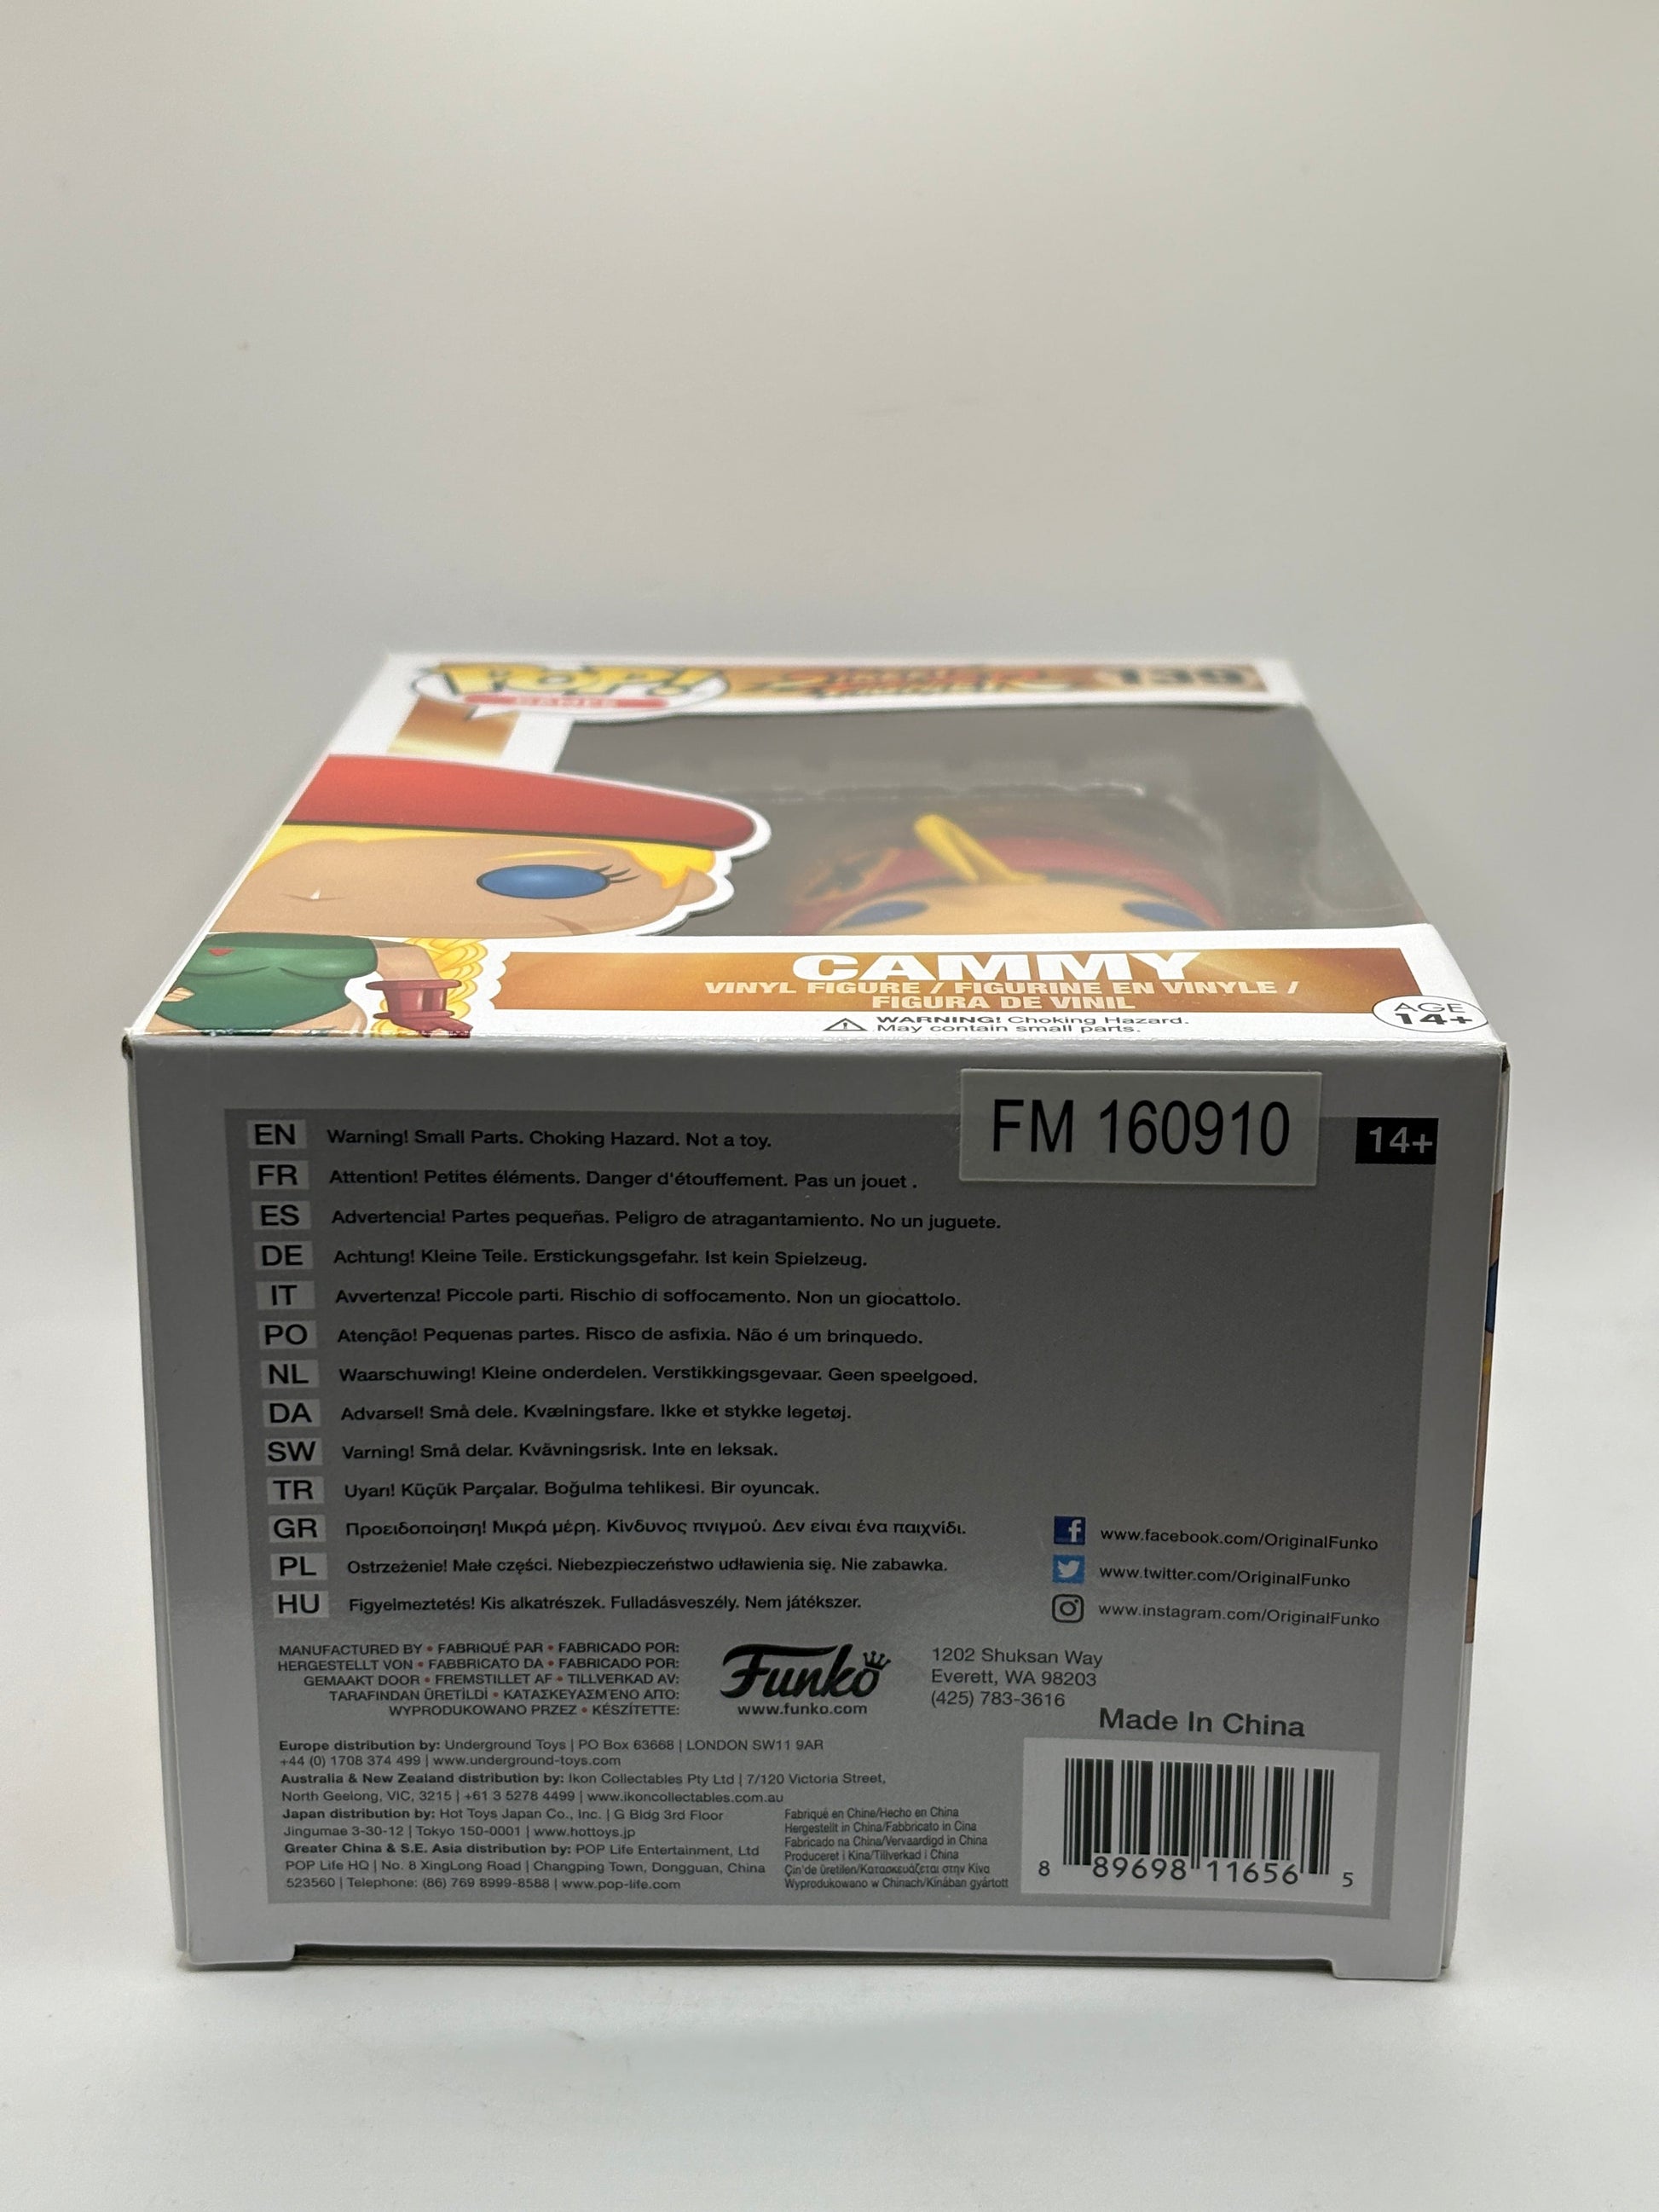 POP!
GAMES
STREET
FIGHTER
139
CAMMY
VINYL FIGURE / FIGURINE EN VINYLE /
FIGURA DE VINIL
WARNING! Choking Hazard.
May contain small parts.
AGE
14+
FM 160910
14+
EN Warning! Small Parts. Choking Hazard. Not a toy.
FR Attention! Petites éléments. Danger d'étouffement. Pas un jouet .
ES Advertencia! Partes pequeñas. Peligro de atragantamiento. No un juguete.
DE Achtung! Kleine Teile. Erstickungsgefahr. Ist kein Spielzeug.
IT Avvertenza! Piccole parti. Rischio di soffocamento. Non un giocattolo.
PO Atenção! Pequenas partes. Risco de asfixia. Não é um brinquedo.
NL Waarschuwing! Kleine onderdelen. Verstikkingsgevaar. Geen speelgoed.
DA Advarsel! Små dele. Kvælningsfare. Ikke et stykke legetøj.
SW Varning! Små delar. Kvävningsrisk. Inte en leksak.
TR Uyarı! Küçük Parçalar. Boğulma tehlikesi. Bir oyuncak.
GR Προειδοποίηση! Μικρά μέρη. Κίνδυνος πνιγμού. Δεν είναι ένα παιχνίδι.
PL Ostrzeżenie! Małe części. Niebezpieczeństwo udławienia się. Nie zabawka.
HU Figyelmeztetés! Kis alkatrészek. Fulladásveszély. Nem játékszer.
www.facebook.com/OriginalFunko
www.twitter.com/OriginalFunko
www.instagram.com/OriginalFunko
MANUFACTURED BY • FABRIQUÉ PAR • FABRICADO POR:
HERGESTELLT VON • FABBRICATO DA • FABRICADO POR:
GEMAAKT DOOR • FREMSTILLET AF • TILLVERKAD AV:
TARAFINDAN ÜRETİLDİ • ΚΑΤΑΣΚΕΥΑΣΜΈΝΟ ΑΠΌ:
WYPRODUKOWANO PRZEZ • KÉSZÍTETTE:
Funko
www.funko.com
1202 Shuksan Way
Everett, WA 98203
(425) 783-3616
Made In China
Europe distribution by: Underground Toys | PO Box 63668 | LONDON SW11 9AR
+44 (0) 1708 374 499 | www.underground-toys.com
Australia & New Zealand distribution by: Ikon Collectables Pty Ltd | 7/120 Victoria Street,
North Geelong, VIC, 3215 | +61 3 5278 4499 | www.ikoncollectables.com.au
Japan distribution by: Hot Toys Japan Co., Inc. | G Bldg 3rd Floor
Jingumae 3-30-12 | Tokyo 150-0001 | www.hottoys.jp
Greater China & S.E. Asia distribution by: POP Life Entertainment, Ltd
POP Life HQ | No. 8 XingLong Road | Changping Town, Dongguan, China
523560 | Telephone: (86) 769 8999-8588 | www.pop-life.com
Fabriqué en Chine/Hecho en China
Hergestellt in China/Fabbricato in Cina
Fabricado na China/Vervaardigd in China
Produceret i Kina/Tillverkad i China
Çin'de üretilen/Κατασκευάζεται στην Κίνα
Wyprodukowano w Chinach/Kínában gyártott
8 89698 11656 5